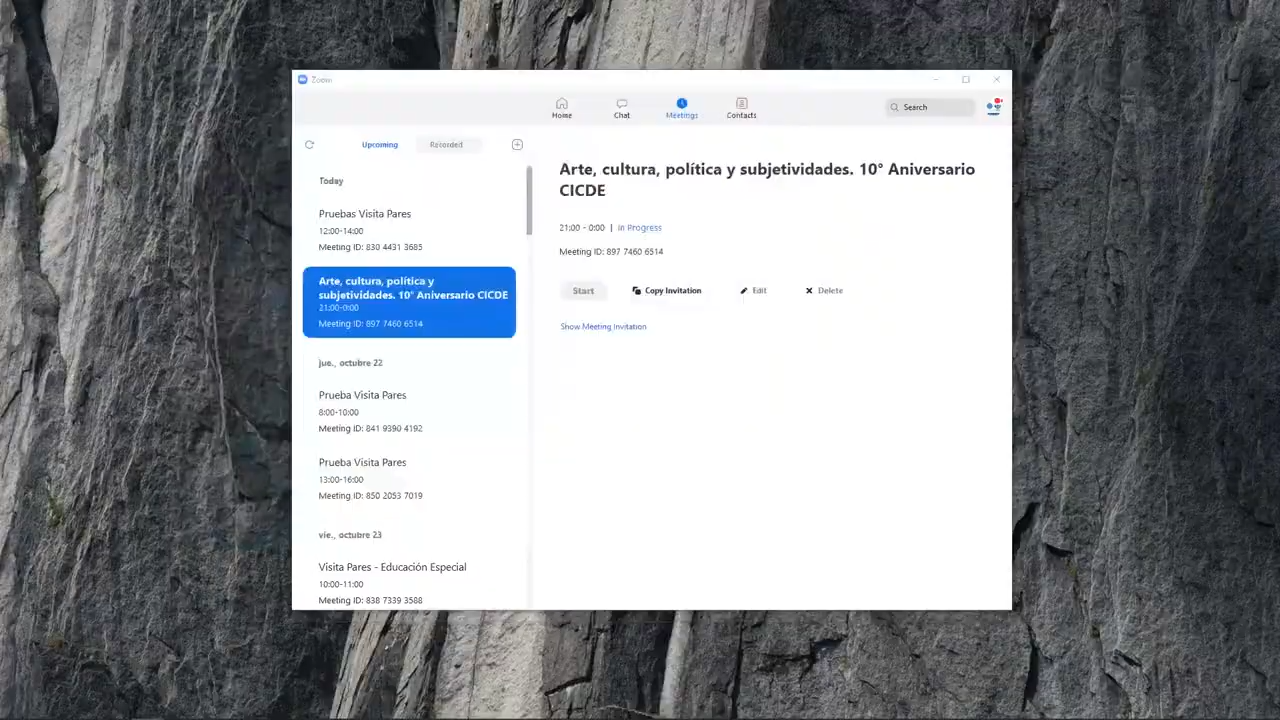 Zoom
Home
Chat
Meetings
Contacts
Search
Upcoming
Recorded
Today
Pruebas Visita Pares
12:00-14:00
Meeting ID: 830 4431 3685
Arte, cultura, política y
subjetividades. 10° Aniversario CICDE
21:00-0:00
Meeting ID: 897 7460 6514
jue., octubre 22
Prueba Visita Pares
8:00-10:00
Meeting ID: 841 9390 4192
Prueba Visita Pares
13:00-16:00
Meeting ID: 850 2053 7019
vie., octubre 23
Visita Pares - Educación Especial
10:00-11:00
Meeting ID: 838 7339 3588
Arte, cultura, política y subjetividades. 10° Aniversario
CICDE
21:00 - 0:00 | In Progress
Meeting ID: 897 7460 6514
Start
Copy Invitation
Edit
Delete
Show Meeting Invitation